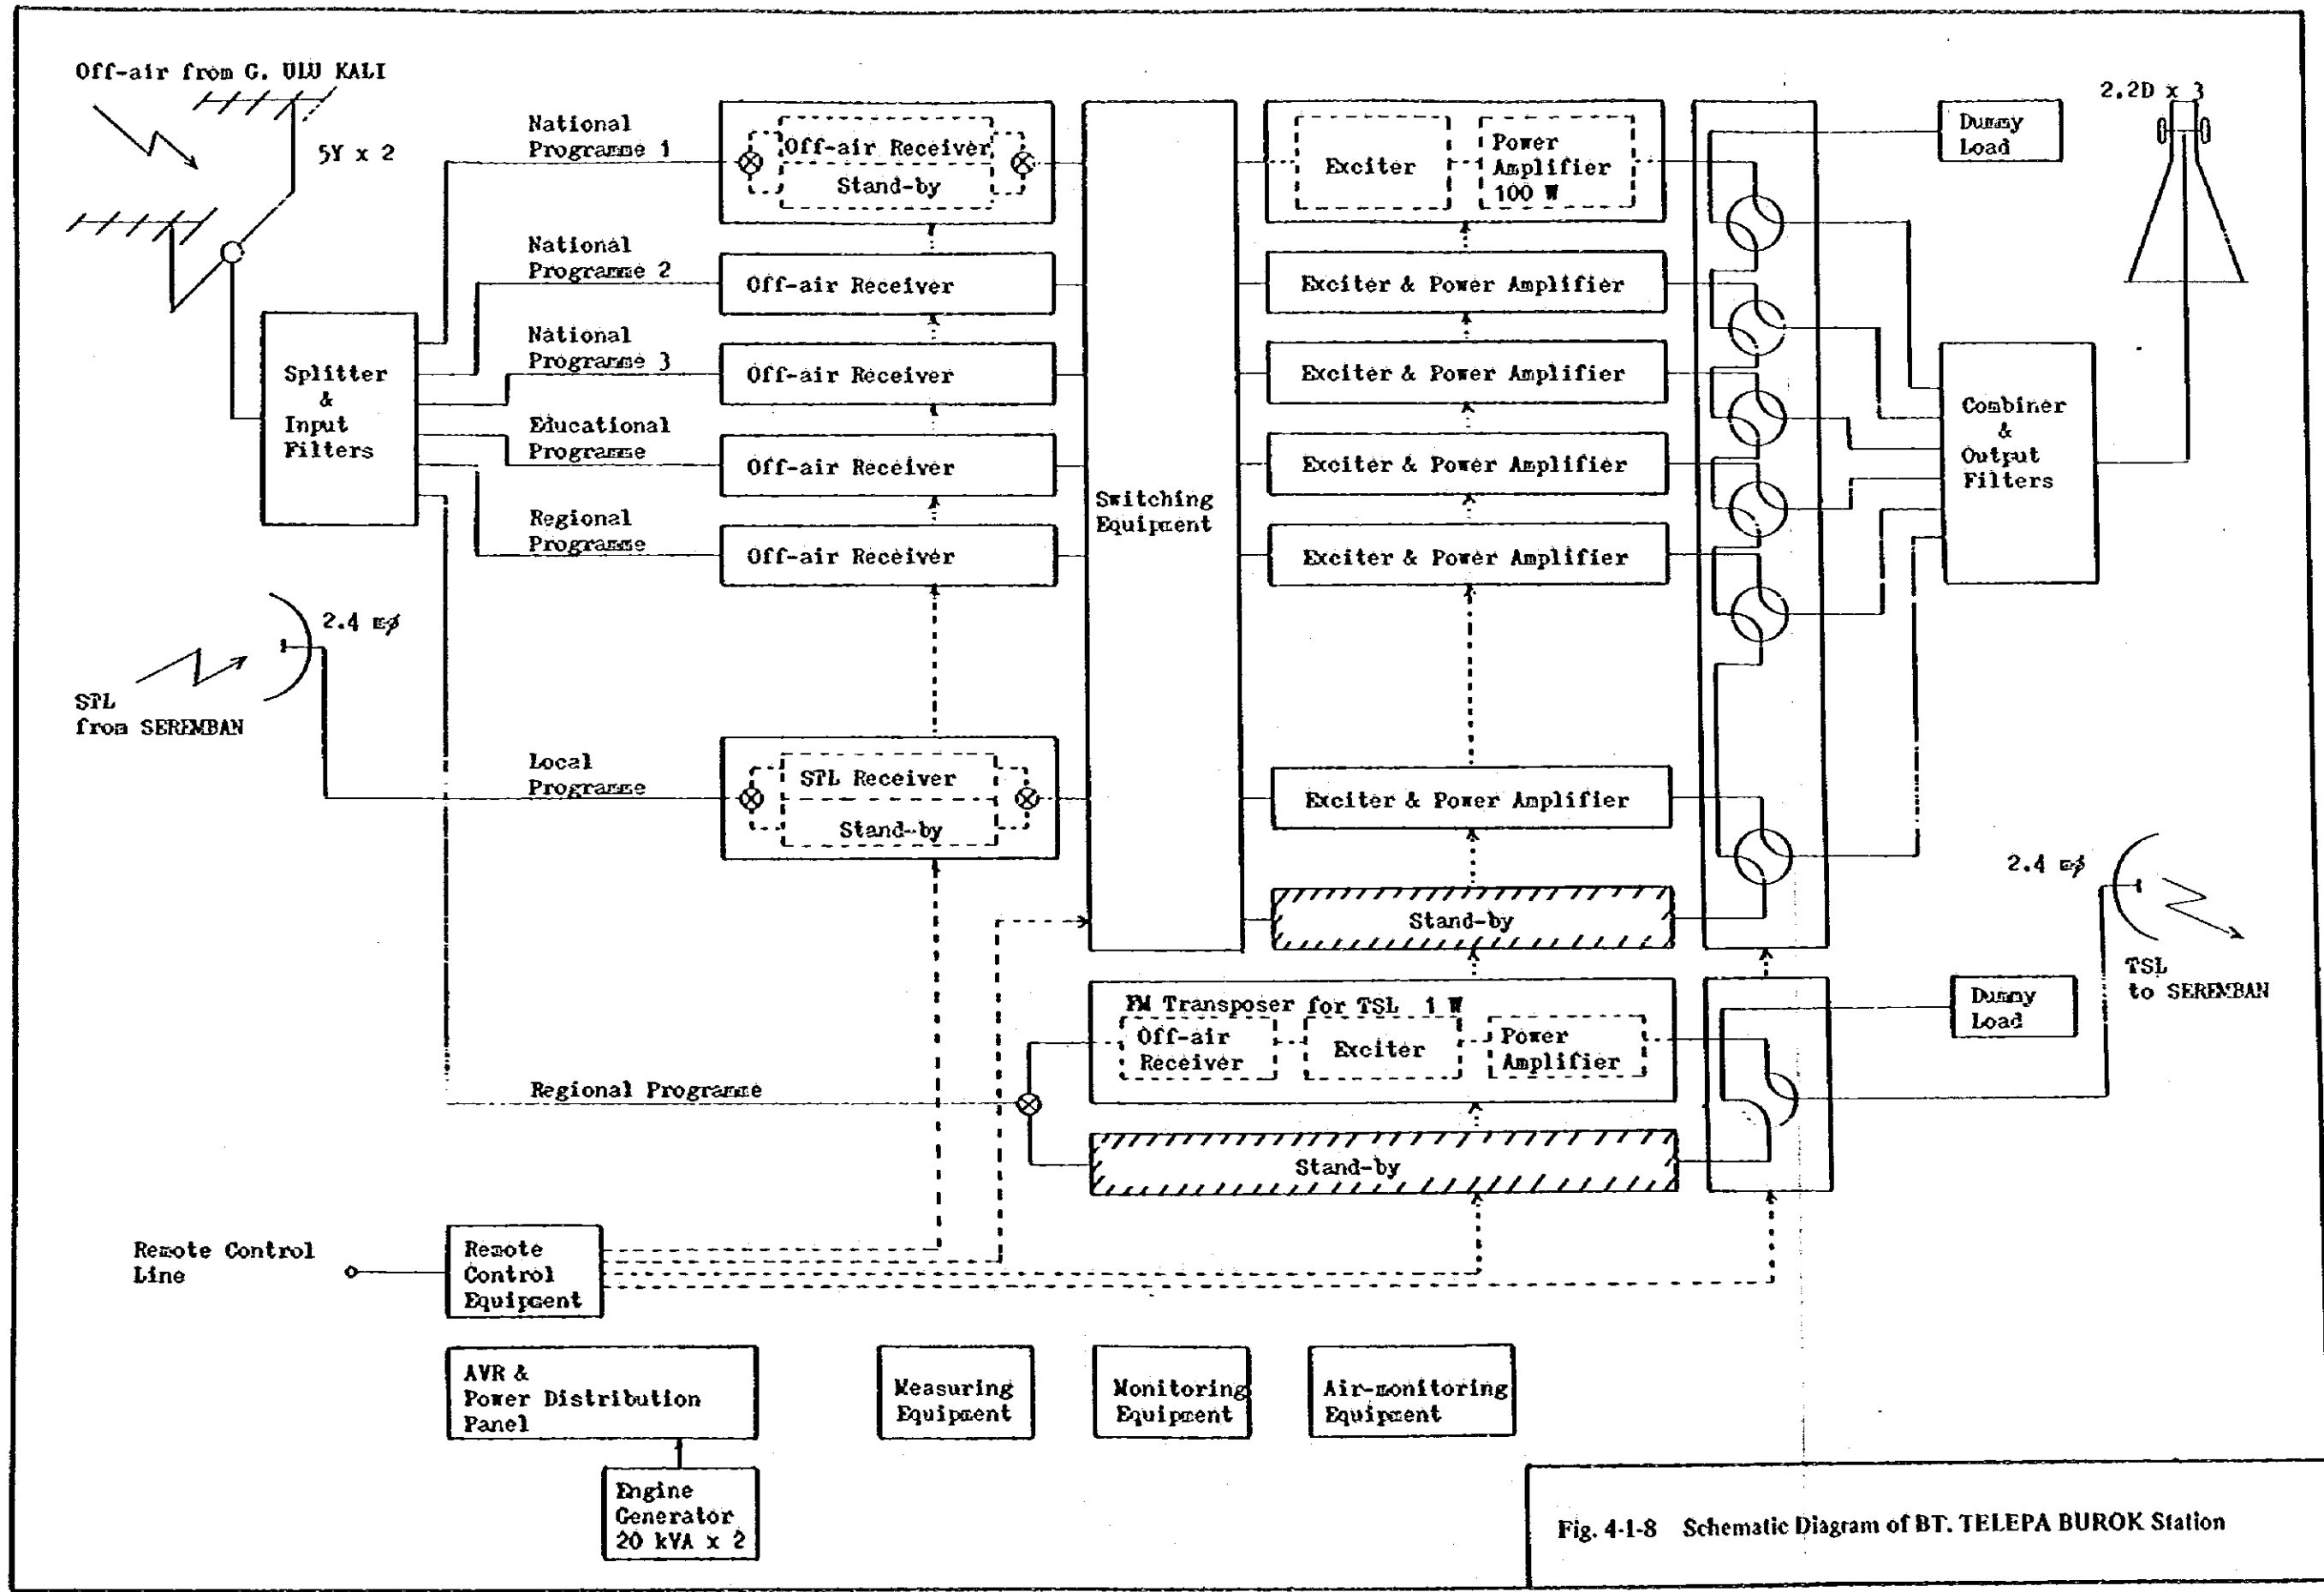 Off-air from G. ULU KALI
5Y x 2
National
Programme 1
Off-air Receiver
Stand-by
National
Programme 2
Off-air Receiver
National
Programme 3
Off-air Receiver
Educational
Programme
Off-air Receiver
Regional
Programme
Off-air Receiver
Splitter
&
Input
Filters
2.4 mφ
STL
from SEREMBAN
Local
Programme
STL Receiver
Stand-by
Switching
Equipment
Exciter
Power
Amplifier
100 W
Exciter & Power Amplifier
Exciter & Power Amplifier
Exciter & Power Amplifier
Exciter & Power Amplifier
Exciter & Power Amplifier
Stand-by
Dummy
Load
2.2D x 3
Combiner
&
Output
Filters
2.4 mφ
TSL
to SEREMBAN
Dummy
Load
FM Transposer for TSL 1 W
Off-air
Receiver
Exciter
Power
Amplifier
Regional Programme
Stand-by
Remote Control
Line
Remote
Control
Equipment
AVR &
Power Distribution
Panel
Measuring
Equipment
Monitoring
Equipment
Air-monitoring
Equipment
Engine
Generator
20 kVA x 2
Fig. 4-1-8 Schematic Diagram of BT. TELEPA BUROK Station